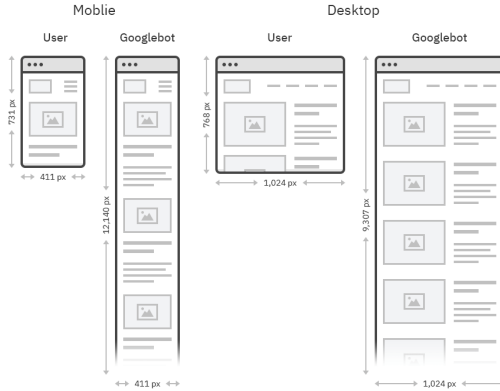 Moblie
Desktop
User
Googlebot
User
Googlebot
731 px
411 px
12,140 px
411 px
768 px
1,024 px
9,307 px
1,024 px